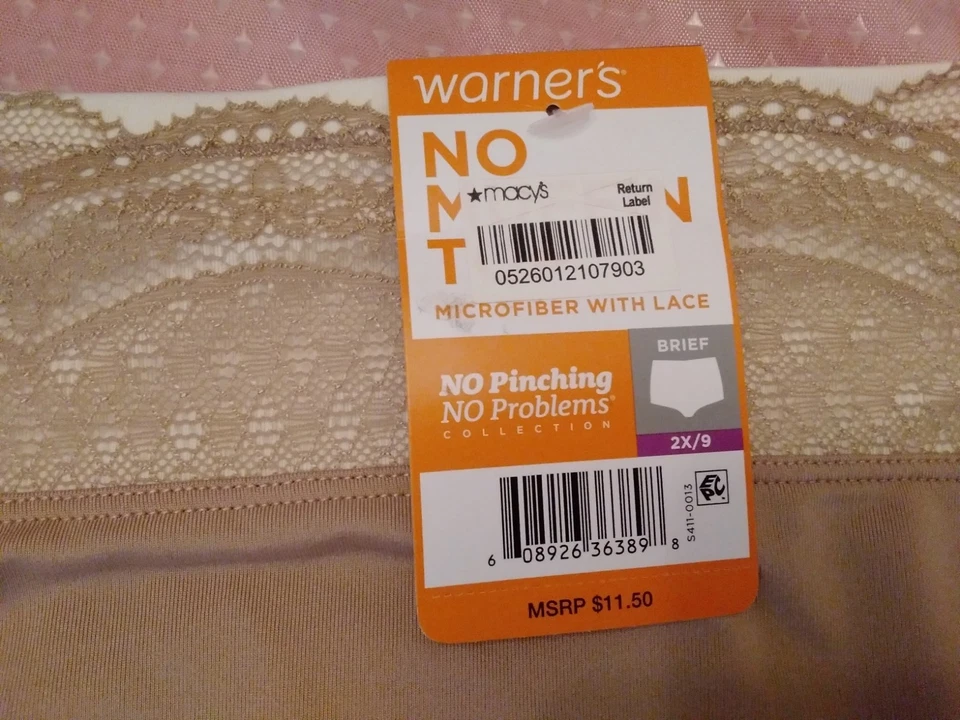 warner's
NO
M N
T
★macy's
Return
Label
0526012107903
MICROFIBER WITH LACE
BRIEF
NO Pinching
NO Problems®
COLLECTION
2X/9
EPC
S411-0013
6 08926 36389 8
MSRP $11.50